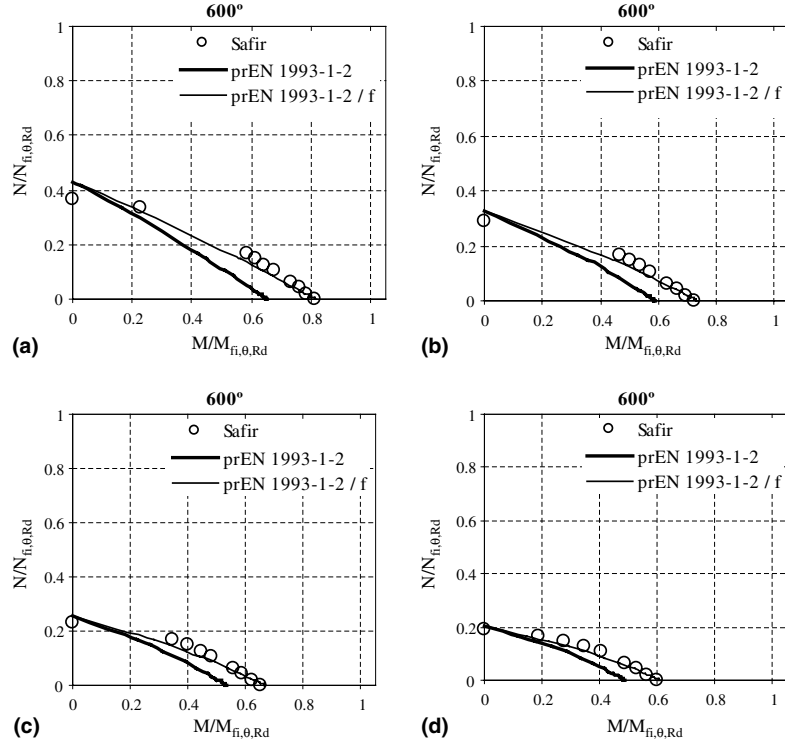 600º
Safir
prEN 1993-1-2
prEN 1993-1-2 / f
1
0.8
0.6
0.4
0.2
0
N/Nfi,θ,Rd
0 0.2 0.4 0.6 0.8 1
M/Mfi,θ,Rd
(a)
600º
Safir
prEN 1993-1-2
prEN 1993-1-2 / f
1
0.8
0.6
0.4
0.2
0
N/Nfi,θ,Rd
0 0.2 0.4 0.6 0.8 1
M/Mfi,θ,Rd
(b)
600º
Safir
prEN 1993-1-2
prEN 1993-1-2 / f
1
0.8
0.6
0.4
0.2
0
N/Nfi,θ,Rd
0 0.2 0.4 0.6 0.8 1
M/Mfi,θ,Rd
(c)
600º
Safir
prEN 1993-1-2
prEN 1993-1-2 / f
1
0.8
0.6
0.4
0.2
0
N/Nfi,θ,Rd
0 0.2 0.4 0.6 0.8 1
M/Mfi,θ,Rd
(d)